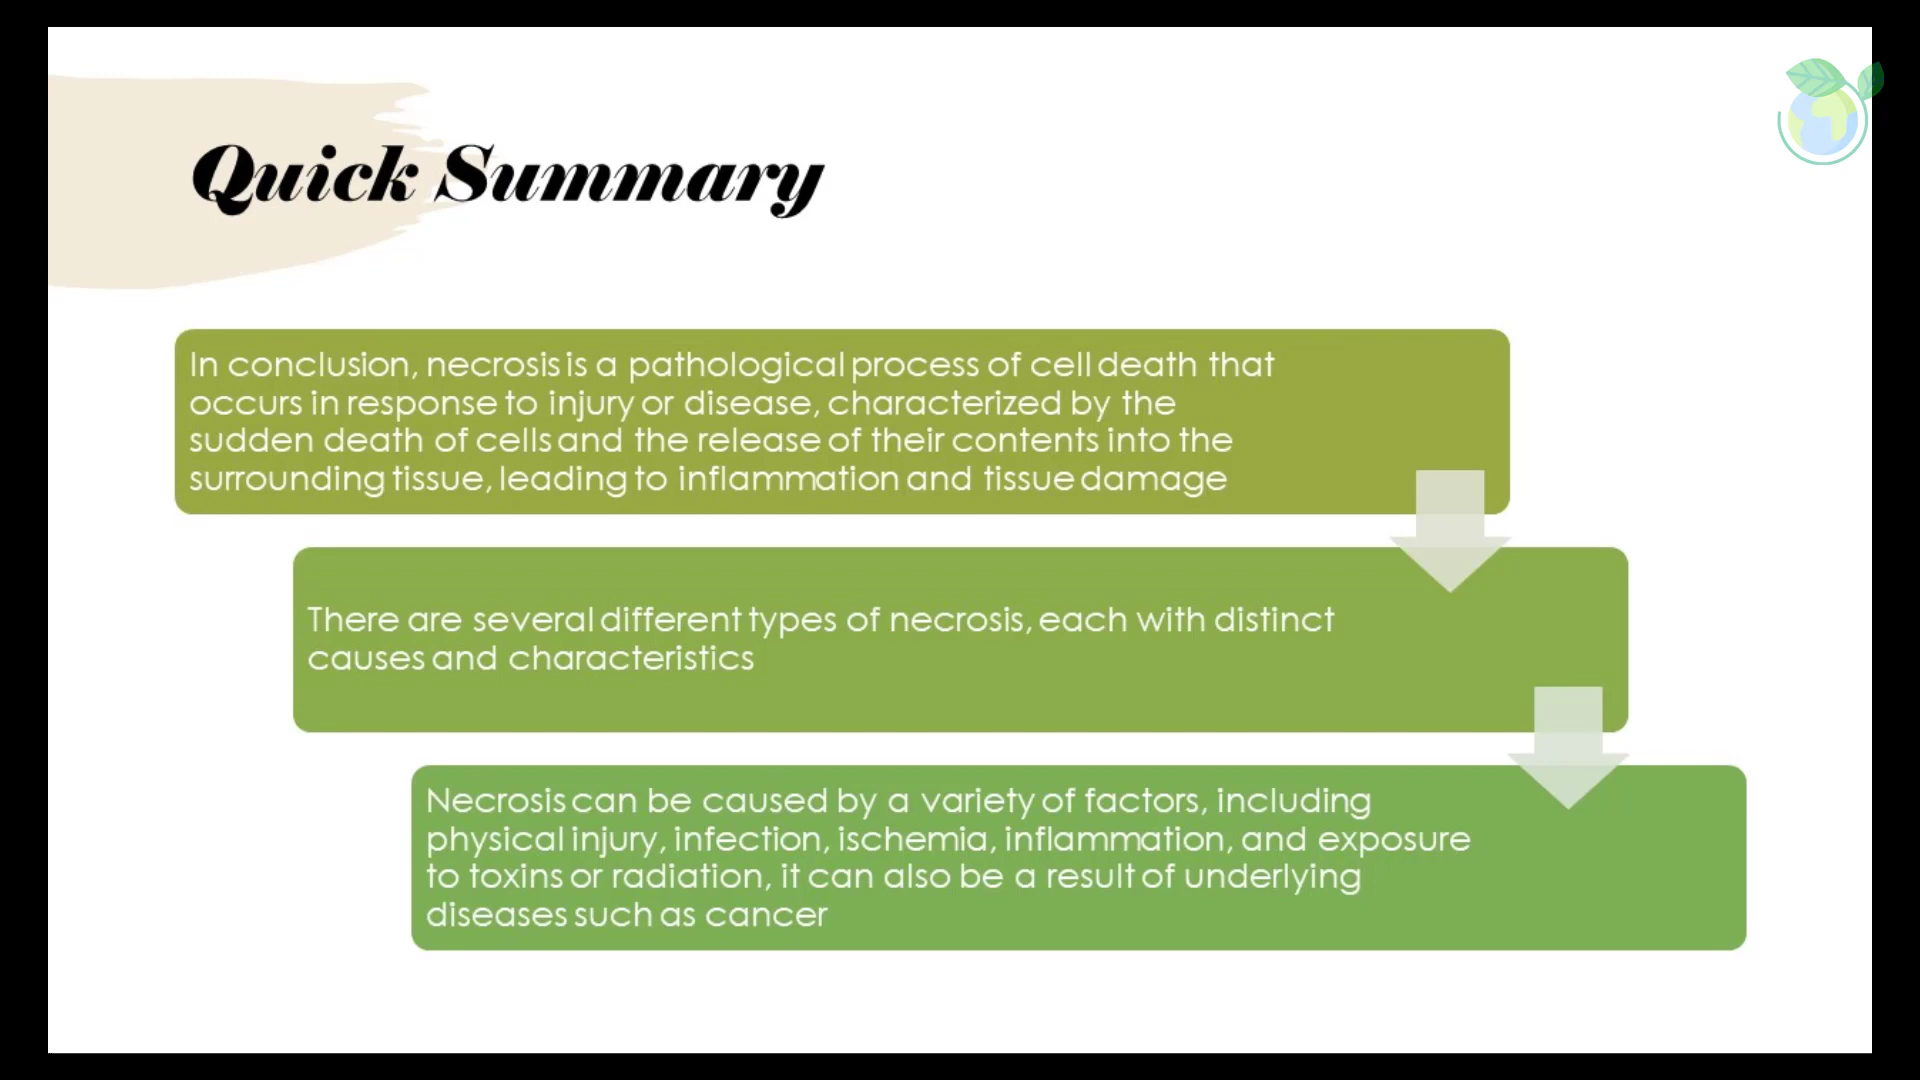 Quick Summary
In conclusion, necrosis is a pathological process of cell death that
occurs in response to injury or disease, characterized by the
sudden death of cells and the release of their contents into the
surrounding tissue, leading to inflammation and tissue damage
There are several different types of necrosis, each with distinct
causes and characteristics
Necrosis can be caused by a variety of factors, including
physical injury, infection, ischemia, inflammation, and exposure
to toxins or radiation, it can also be a result of underlying
diseases such as cancer